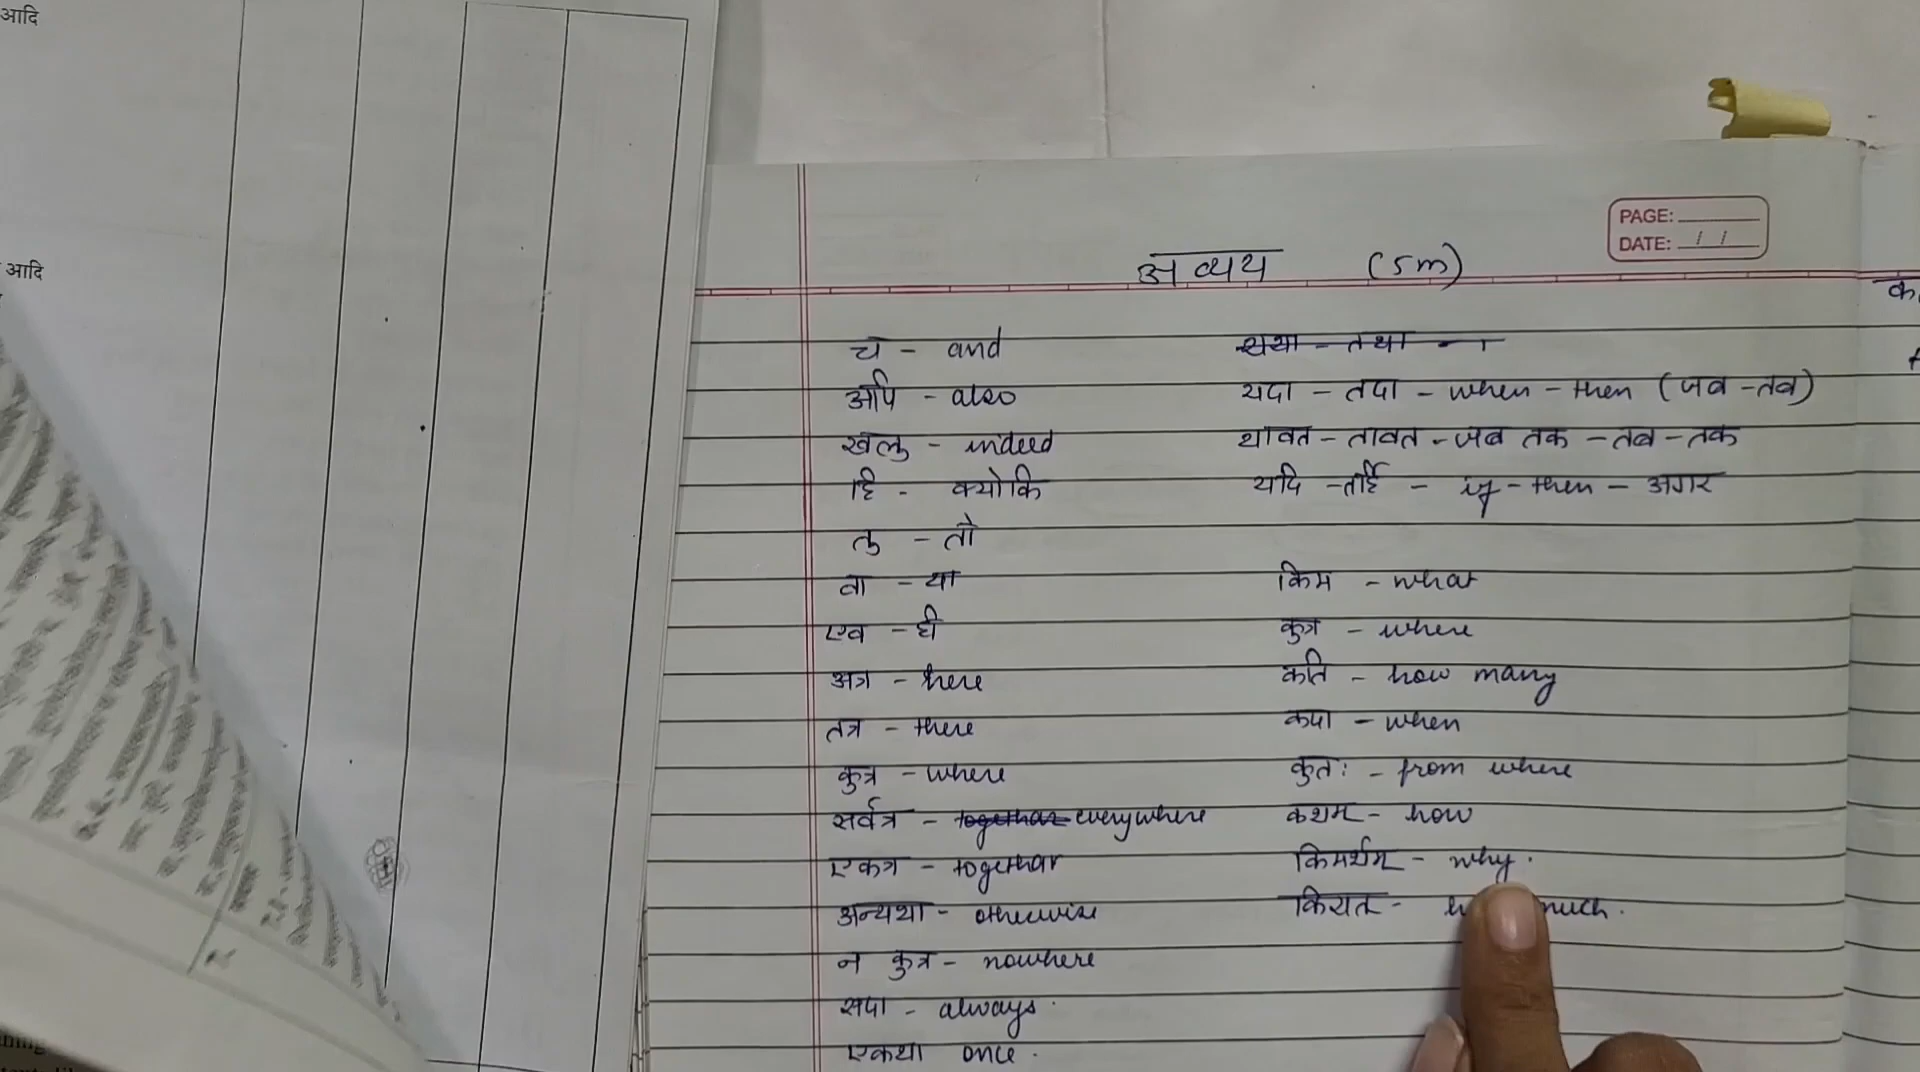 आदि
आदि
PAGE:
DATE: / /
अव्यय (5m)
च - and
अपि - also
खलु - indeed
हि - क्योकि
तु - तो
वा - या
एव - ही
अत्र - here
तत्र - there
कुत्र - where
सर्वत्र - togethar everywhere
एकत्र - togethar
अन्यथा - otherwise
न कुत्र - nowhere
सदा - always.
एकथा once.
यथा - तथा -
यदा - तदा - when - then (जब - तब)
यावत - तावत - जब तक - तब - तक
यदि - तर्हि - if - then - अगर
किम - what
कुत्र - where
कति - how many
कदा - when
कुतः - from where
कथम - how
किमर्थम् - why.
कियत - much.